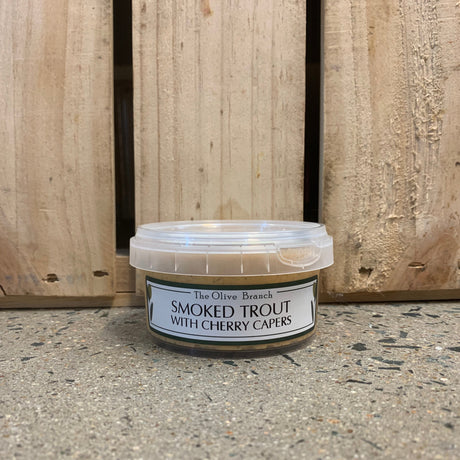 The Olive Branch
SMOKED TROUT
WITH CHERRY CAPERS